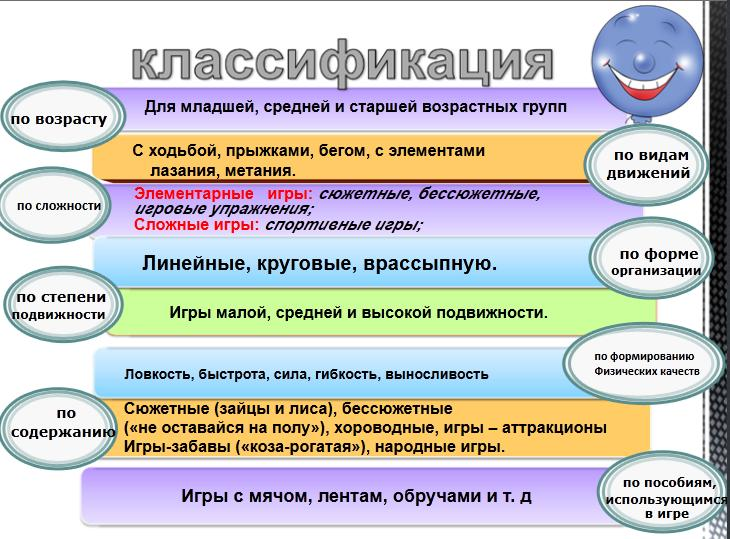 классификация
по возрасту
Для младшей, средней и старшей возрастных групп
С ходьбой, прыжками, бегом, с элементами
лазания, метания.
по видам
движений
по сложности
Элементарные игры: сюжетные, бессюжетные,
игровые упражнения;
Сложные игры: спортивные игры;
Линейные, круговые, врассыпную.
по форме
организации
по степени
подвижности
Игры малой, средней и высокой подвижности.
Ловкость, быстрота, сила, гибкость, выносливость
по формированию
Физических качеств
по
содержанию
Сюжетные (зайцы и лиса), бессюжетные
(«не оставайся на полу»), хороводные, игры – аттракционы
Игры-забавы («коза-рогатая»), народные игры.
Игры с мячом, лентам, обручами и т. д
по пособиям,
использующимся
в игре